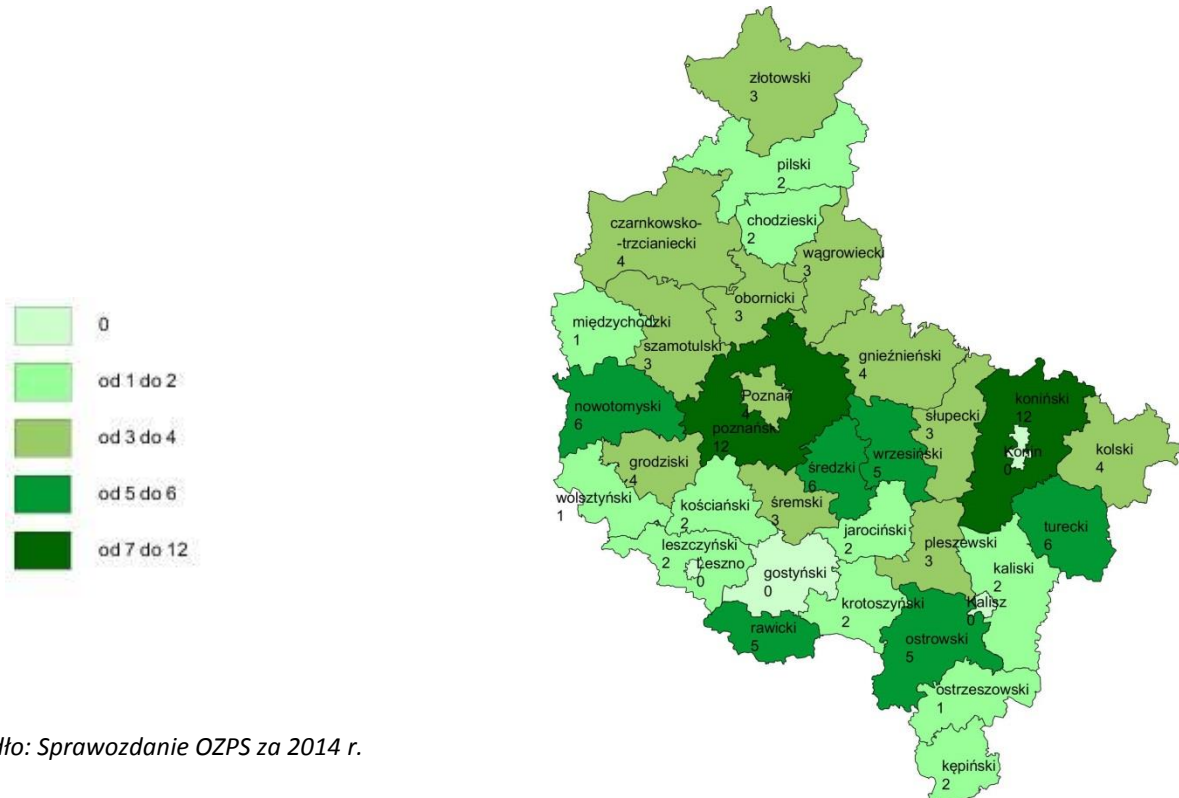 złotowski
3
pilski
2
chodzieski
2
czarnkowsko-
-trzcianiecki
4
wągrowiecki
3
obornicki
3
międzychodzki
1
szamotulski
3
gnieźnieński
4
nowotomyski
6
Poznań
4
poznański
12
słupecki
3
koniński
12
Konin
0
kolski
4
grodziski
4
średzki
6
wrzesiński
5
wolsztyński
1
kościański
2
śremski
3
jarociński
2
turecki
6
leszczyński
2
Leszno
0
gostyński
0
pleszewski
3
kaliski
2
Kalisz
0
krotoszyński
2
rawicki
5
ostrowski
5
ostrzeszowski
1
kępiński
2
0
od 1 do 2
od 3 do 4
od 5 do 6
od 7 do 12
dło: Sprawozdanie OZPS za 2014 r.